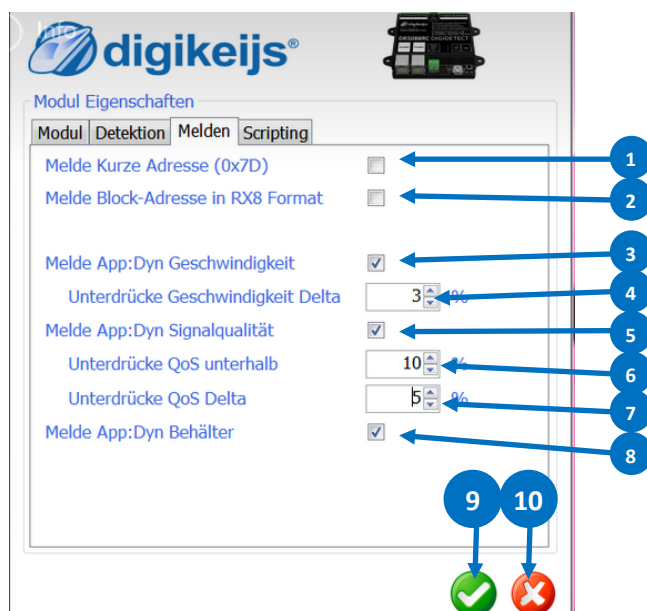 Info
digikeijs®
DR5088RC DIGIDETECT
Modul Eigenschaften
Modul Detektion Melden Scripting
Melde Kurze Adresse (0x7D)
1
Melde Block-Adresse in RX8 Format
2
Melde App:Dyn Geschwindigkeit
3
Unterdrücke Geschwindigkeit Delta 3 %
4
Melde App:Dyn Signalqualität
5
Unterdrücke QoS unterhalb 10 %
6
Unterdrücke QoS Delta 5 %
7
Melde App:Dyn Behälter
8
9 10